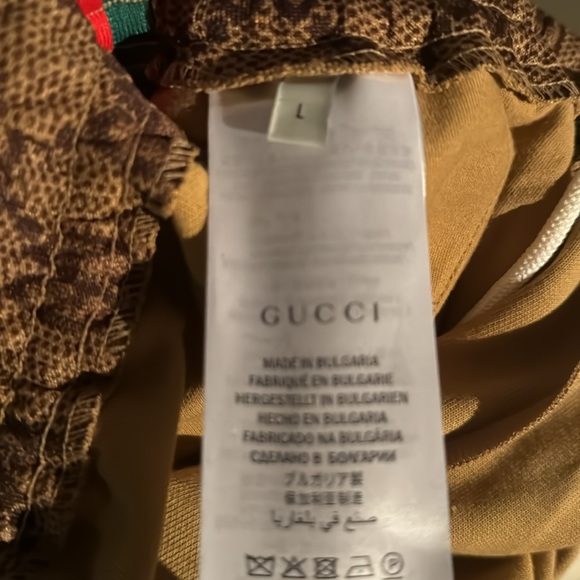 L
GUCCI
MADE IN BULGARIA
FABRIQUÉ EN BULGARIE
HERGESTELLT IN BULGARIEN
HECHO EN BULGARIA
FABRICADO NA BULGÁRIA
СДЕЛАНО В БОЛГАРИИ
ブルガリア製
保加利亚製造
صنع في بلغاريا
P